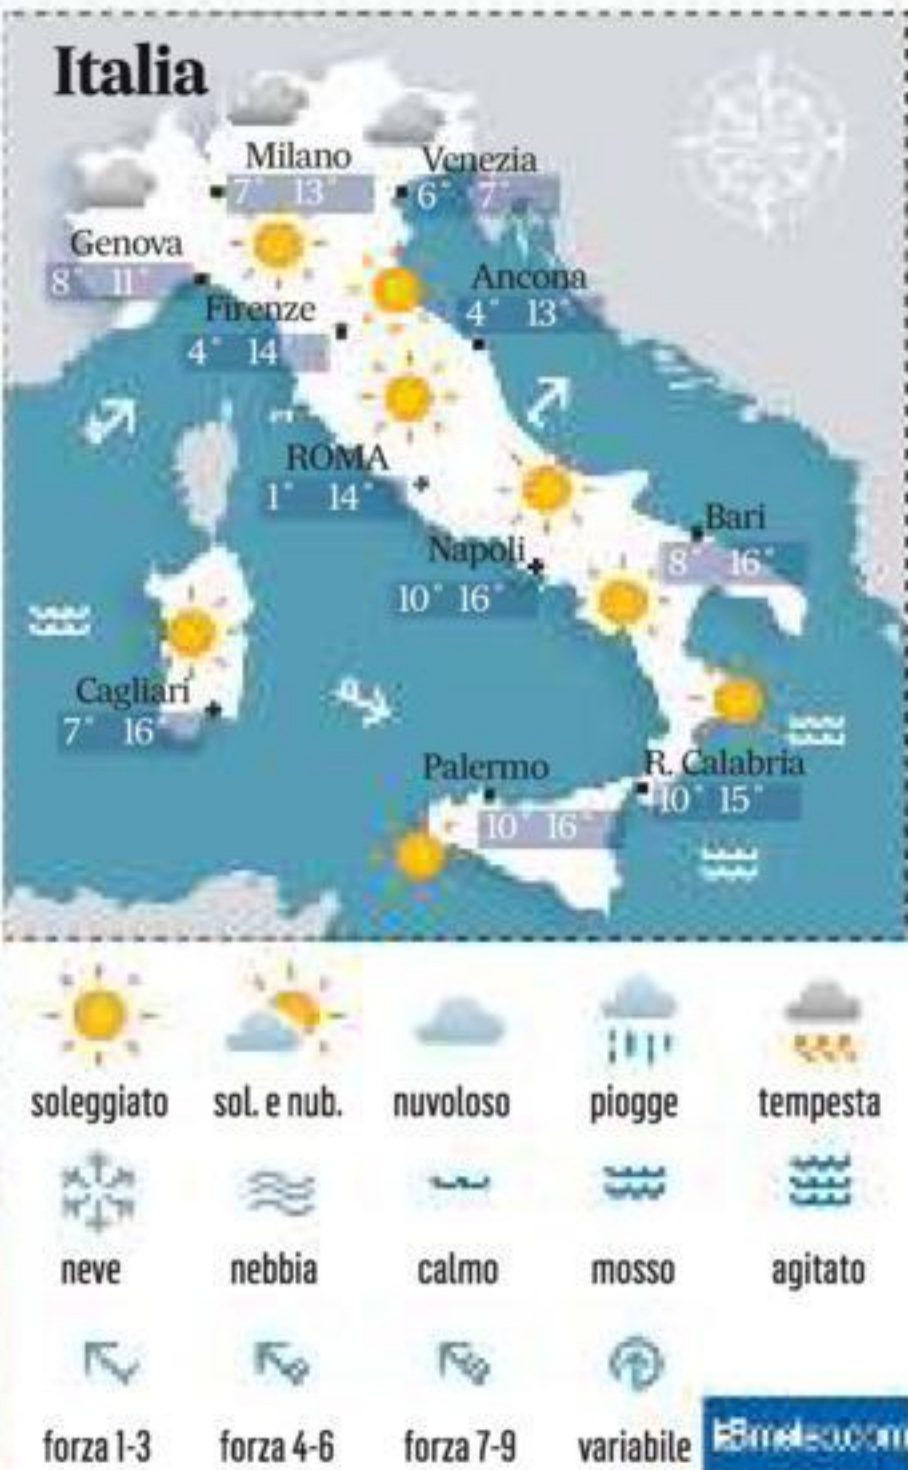 Italia
Milano
7° 13°
Venezia
6° 7°
Genova
8° 11°
Firenze
4° 14
Ancona
4° 13°
ROMA
1° 14°
Bari
8° 16°
Napoli
10° 16°
Cagliari
7° 16°
Palermo
10° 16°
R. Calabria
10° 15°
soleggiato sol. e nub. nuvoloso piogge tempesta
neve nebbia calmo mosso agitato
forza 1-3 forza 4-6 forza 7-9 variabile